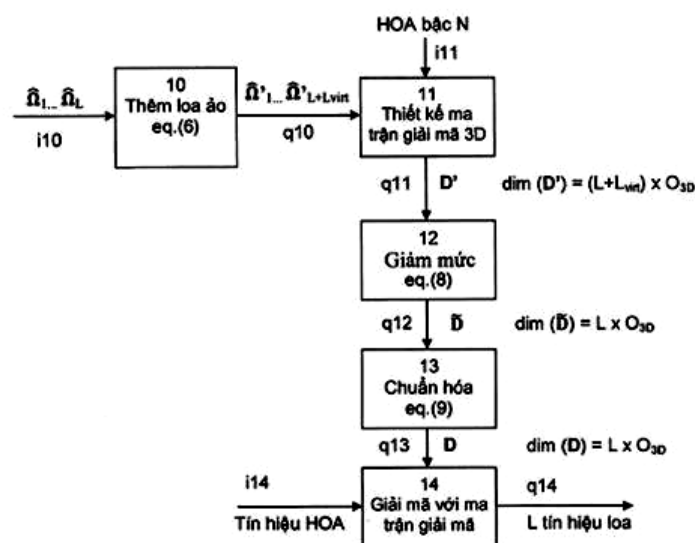 HOA bậc N
i11
Ω̂1... Ω̂L
i10
10
Thêm loa ảo
eq.(6)
Ω̂'1... Ω̂'L+Lvirt
q10
11
Thiết kế ma
trận giải mã 3D
q11 D' dim (D') = (L+Lvirt) x O3D
12
Giảm mức
eq.(8)
q12 D̃ dim (D̃) = L x O3D
13
Chuẩn hóa
eq.(9)
q13 D dim (D) = L x O3D
i14
Tín hiệu HOA
14
Giải mã với ma
trận giải mã
q14
L tín hiệu loa